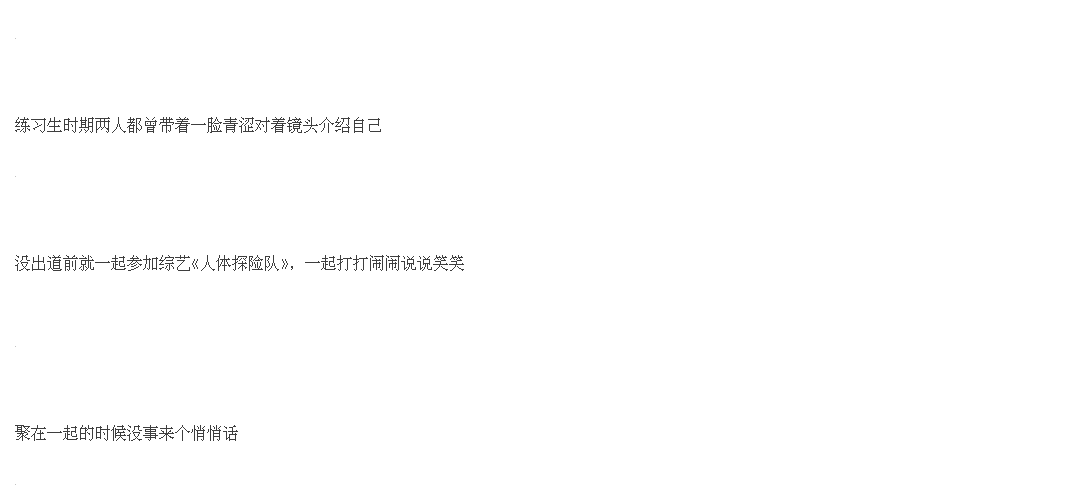 练习生时期两人都曾带着一脸青涩对着镜头介绍自己
没出道前就一起参加综艺《人体探险队》，一起打打闹闹说说笑笑
聚在一起的时候没事来个悄悄话